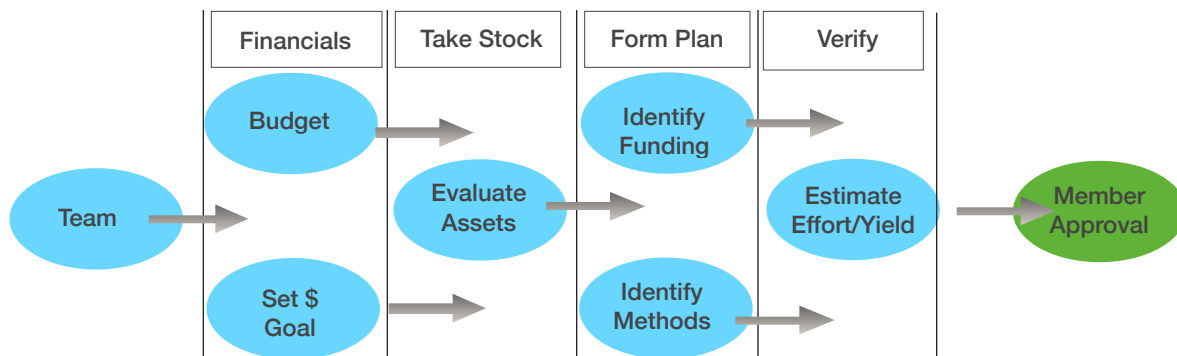 Financials
Take Stock
Form Plan
Verify
Budget
Identify
Funding
Team
Evaluate
Assets
Estimate
Effort/Yield
Member
Approval
Set $
Goal
Identify
Methods